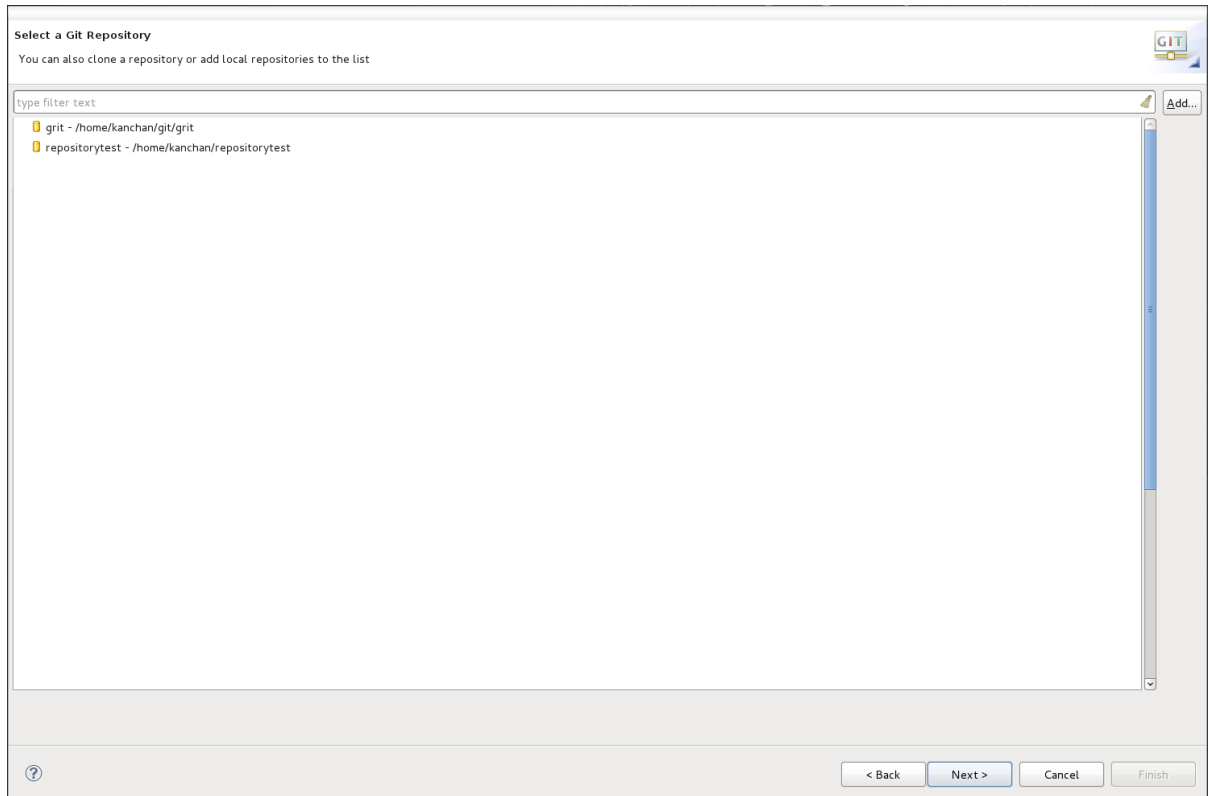 Select a Git Repository
You can also clone a repository or add local repositories to the list
GIT
type filter text
Add...
grit - /home/kanchan/git/grit
repositorytest - /home/kanchan/repositorytest
?
< Back
Next >
Cancel
Finish